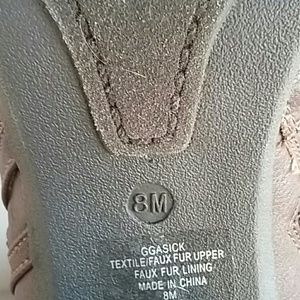 8M
GGASICK
TEXTILE/FAUX FUR UPPER
FAUX FUR LINING
MADE IN CHINA
8M